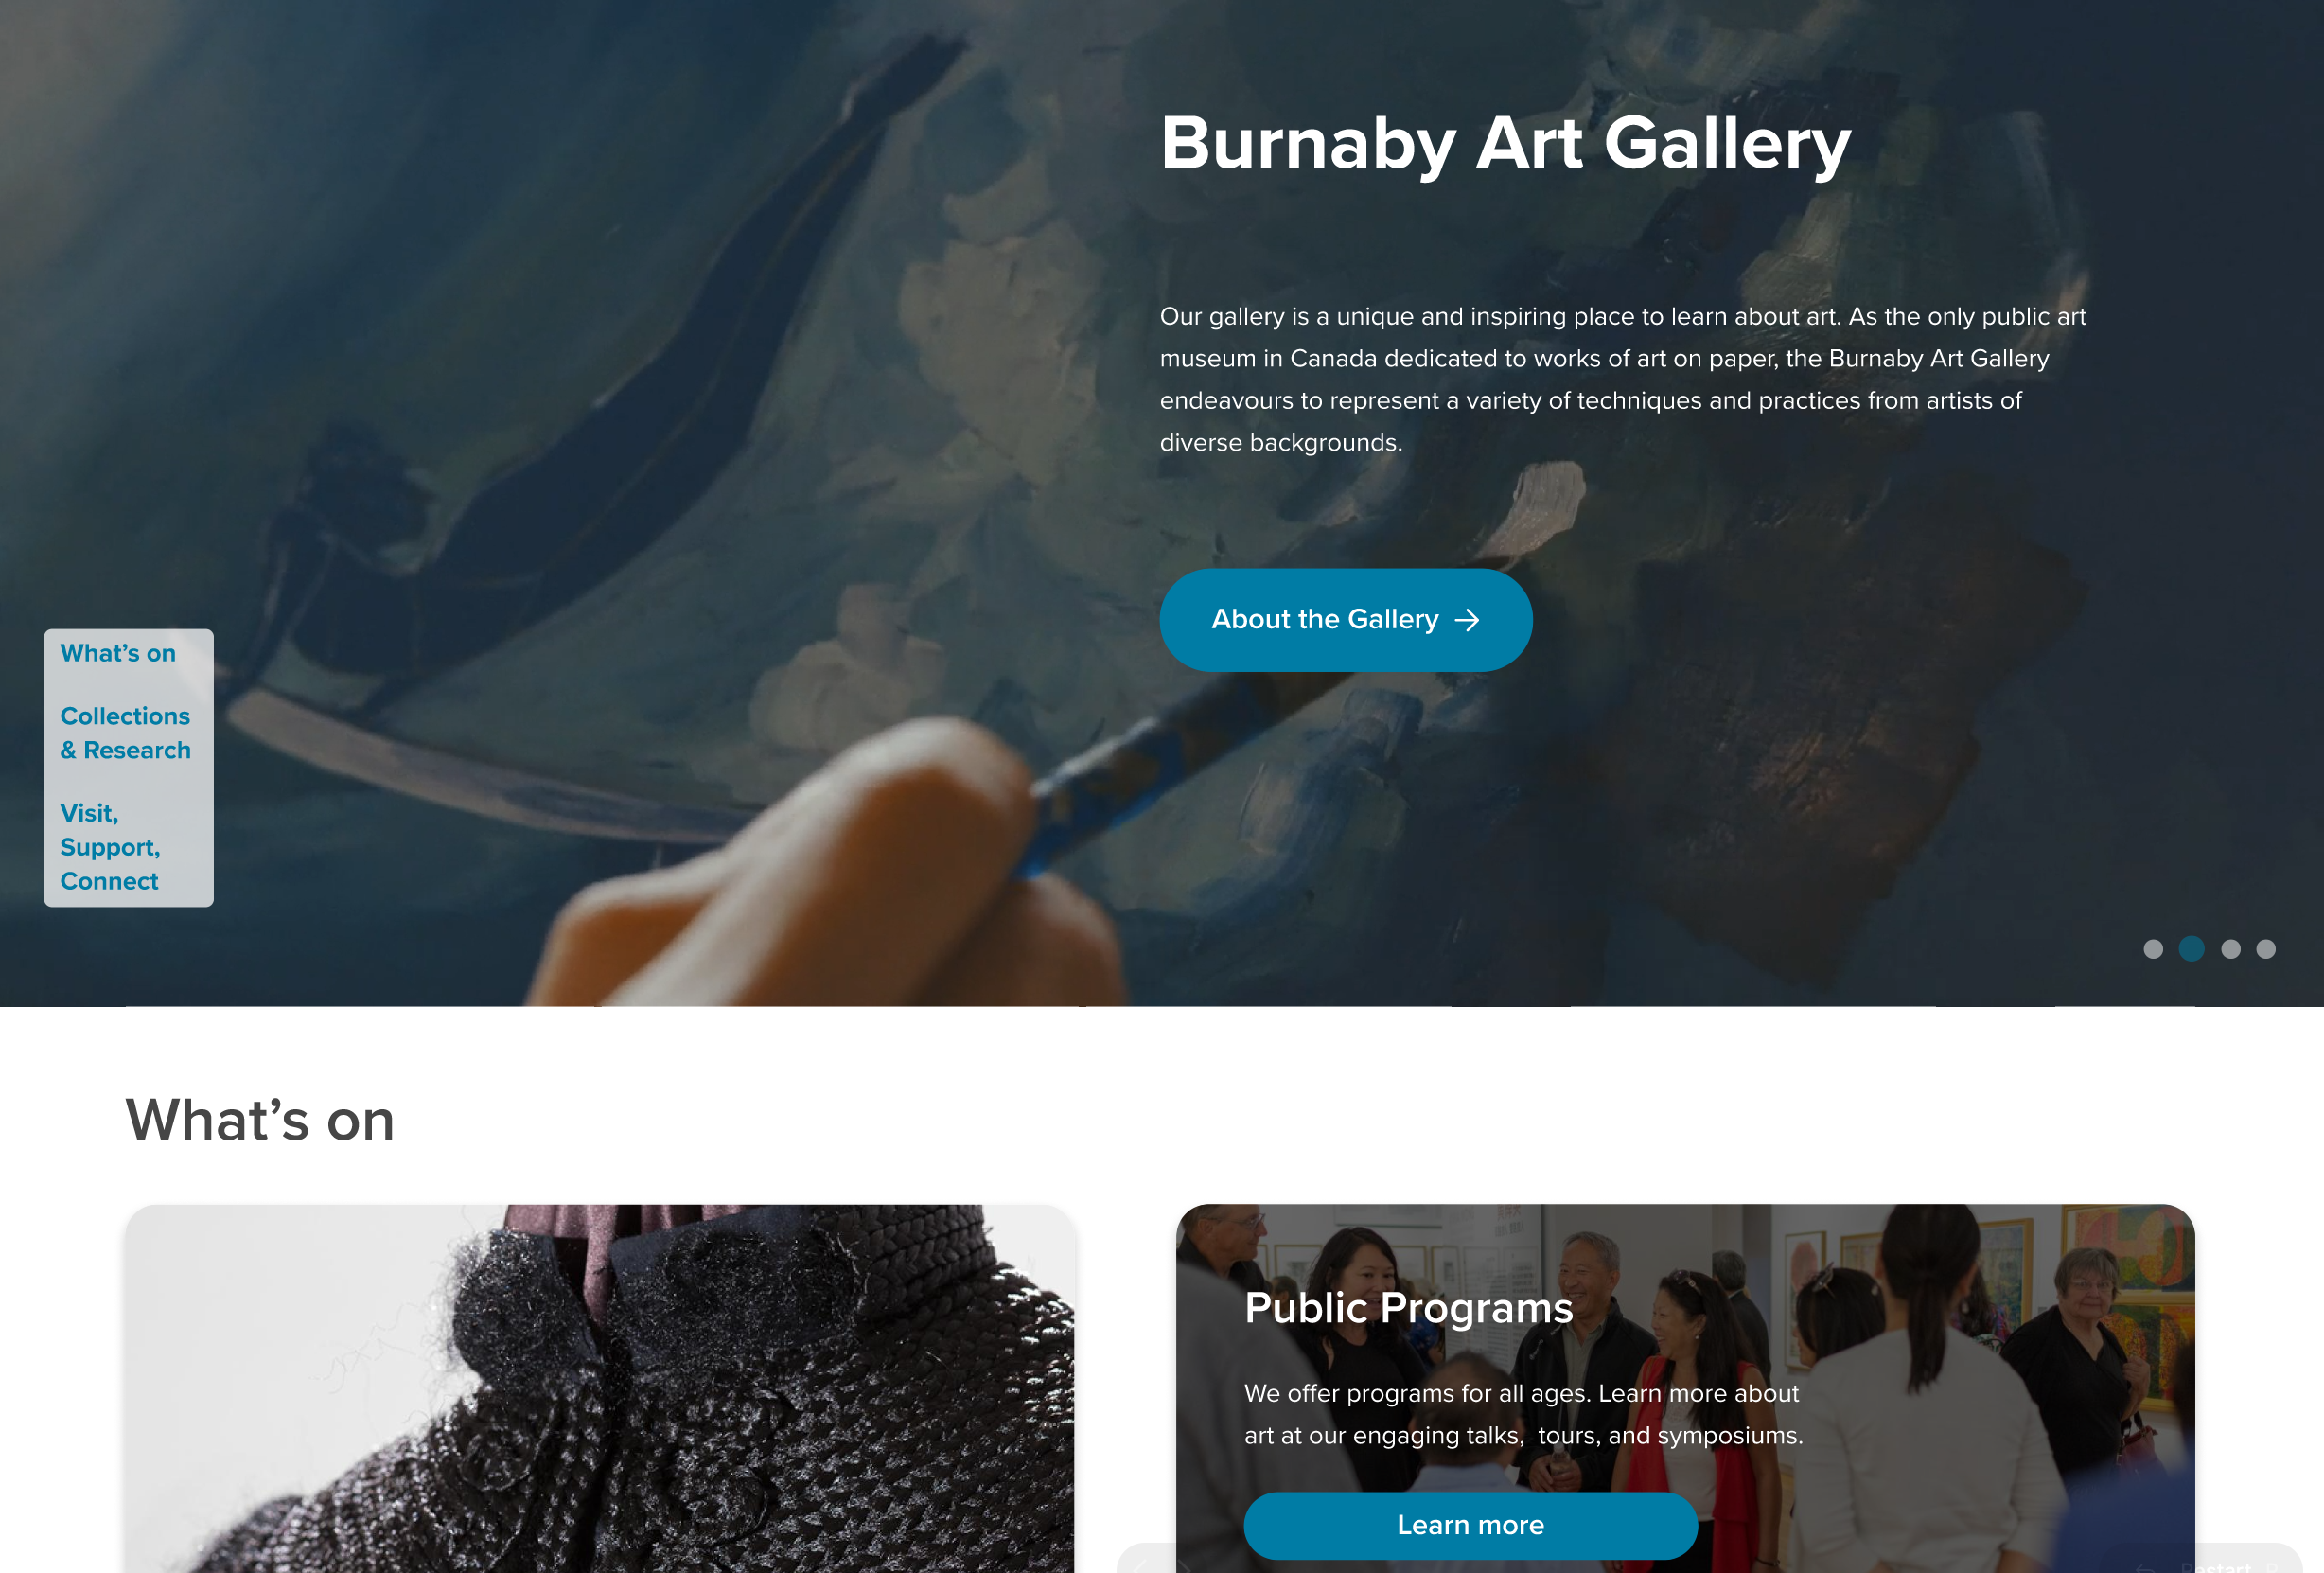 Burnaby Art Gallery
Our gallery is a unique and inspiring place to learn about art. As the only public art
museum in Canada dedicated to works of art on paper, the Burnaby Art Gallery
endeavours to represent a variety of techniques and practices from artists of
diverse backgrounds.
About the Gallery
What’s on
Collections
& Research
Visit,
Support,
Connect
What’s on
Public Programs
We offer programs for all ages. Learn more about
art at our engaging talks,  tours, and symposiums.
Learn more
Restart R